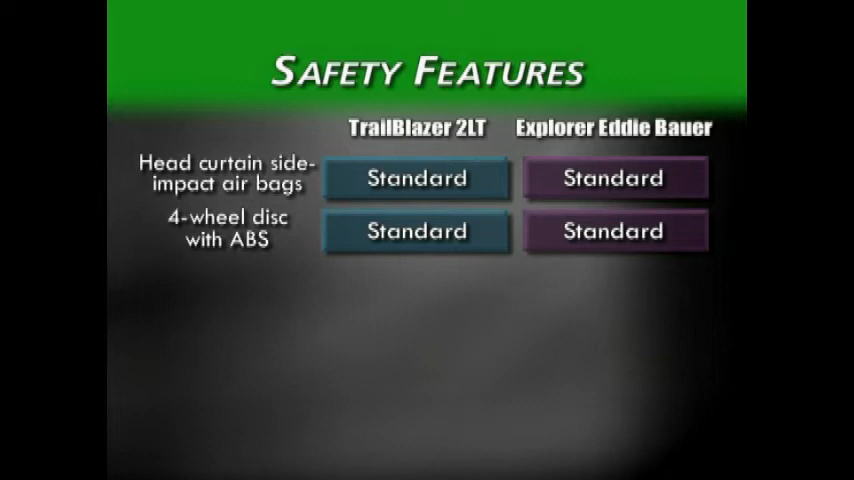 SAFETY FEATURES
TrailBlazer 2LT Explorer Eddie Bauer
Head curtain side-
impact air bags Standard Standard
4-wheel disc
with ABS Standard Standard